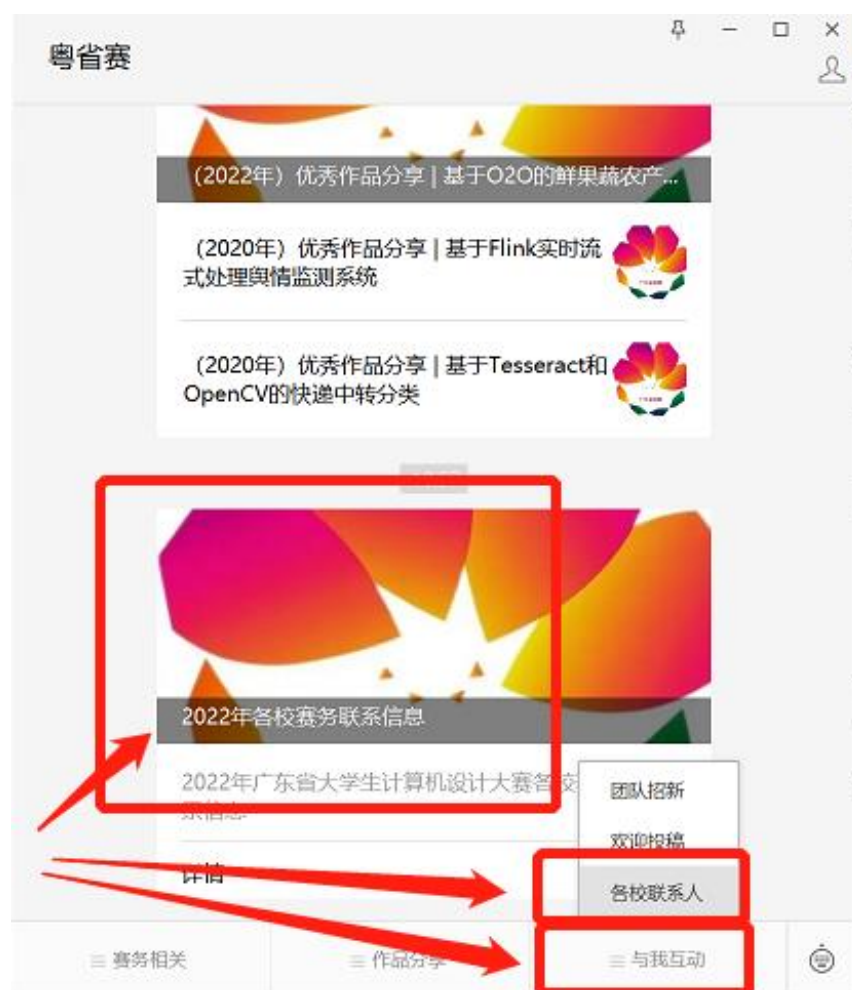 粤省赛
（2022年）优秀作品分享 | 基于O2O的鲜果蔬农产...
（2020年）优秀作品分享 | 基于Flink实时流
式处理舆情监测系统
（2020年）优秀作品分享 | 基于Tesseract和
OpenCV的快递中转分类
2022年各校赛务联系信息
2022年广东省大学生计算机设计大赛各校
系信息
详情
团队招新
欢迎投稿
各校联系人
赛务相关
作品分享
与我互动